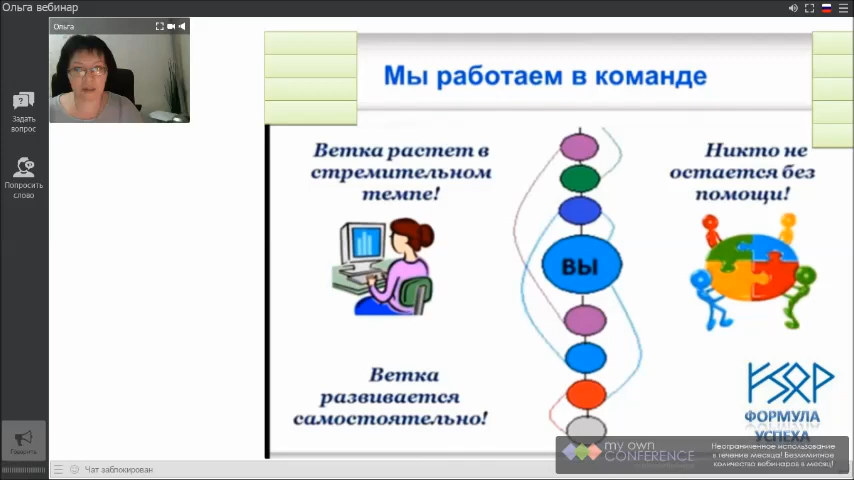 Ольга вебинар
Ольга
Задать
вопрос
Попросить
слово
Говорить
Чат заблокирован
Мы работаем в команде
Ветка растет в
стремительном
темпе!
Никто не
остается без
помощи!
ВЫ
Ветка
развивается
самостоятельно!
ФОРМУЛА
УСПЕХА
my own
CONFERENCE
Неограниченное использование
в течение месяца! Безлимитное
количество вебинаров в месяц!